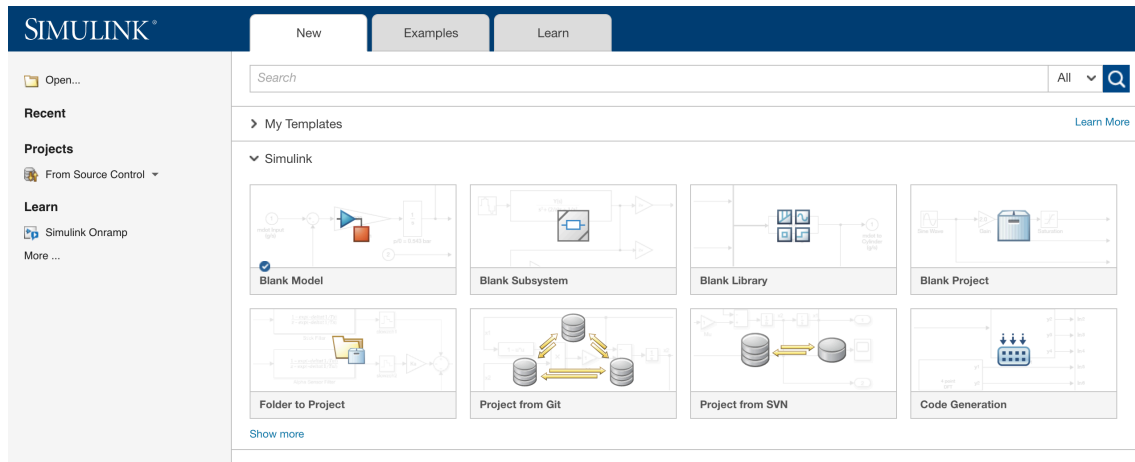 SIMULINK®
New
Examples
Learn
Open...
Recent
Projects
From Source Control
Learn
Simulink Onramp
More ...
Search
All
My Templates
Learn More
Simulink
Blank Model
Blank Subsystem
Blank Library
Blank Project
Folder to Project
Project from Git
Project from SVN
Code Generation
Show more